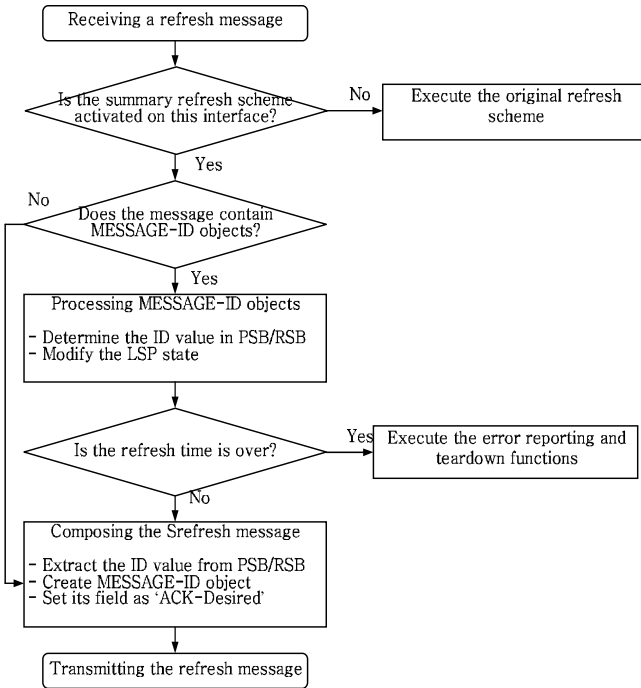 Receiving a refresh message
Is the summary refresh scheme
activated on this interface?
No
Execute the original refresh
scheme
Yes
No
Does the message contain
MESSAGE-ID objects?
Yes
Processing MESSAGE-ID objects
- Determine the ID value in PSB/RSB
- Modify the LSP state
Is the refresh time is over?
Yes
Execute the error reporting and
teardown functions
No
Composing the Srefresh message
- Extract the ID value from PSB/RSB
- Create MESSAGE-ID object
- Set its field as 'ACK-Desired'
Transmitting the refresh message